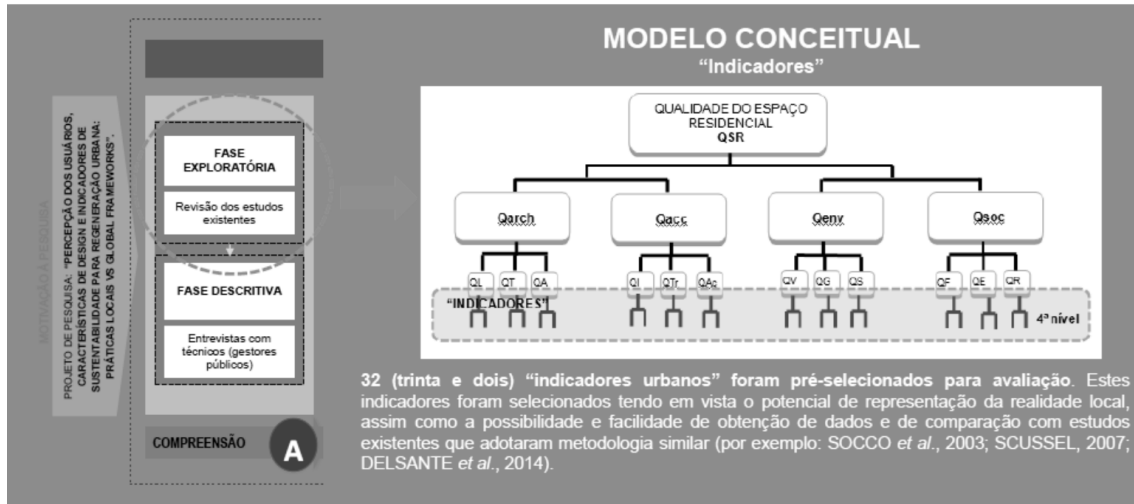 MOTIVAÇÃO À PESQUISA
PROJETO DE PESQUISA: "PERCEPÇÃO DOS USUÁRIOS,
CARACTERÍSTICAS DE DESIGN E INDICADORES DE
SUSTENTABILIDADE PARA REGENERAÇÃO URBANA:
PRÁTICAS LOCAIS VS GLOBAL FRAMEWORKS".
FASE
EXPLORATÓRIA
Revisão dos estudos
existentes
FASE DESCRITIVA
Entrevistas com
técnicos (gestores
públicos)
COMPREENSÃO
A
MODELO CONCEITUAL
“Indicadores”
QUALIDADE DO ESPAÇO
RESIDENCIAL
QSR
Qarch Qacc Qenv Qsoc
QL QT QA QI QTr QAc QV QG QS QF QE QR
“INDICADORES”
4º nível
32 (trinta e dois) “indicadores urbanos” foram pré-selecionados para avaliação. Estes
indicadores foram selecionados tendo em vista o potencial de representação da realidade local,
assim como a possibilidade e facilidade de obtenção de dados e de comparação com estudos
existentes que adotaram metodologia similar (por exemplo: SOCCO et al., 2003; SCUSSEL, 2007;
DELSANTE et al., 2014).